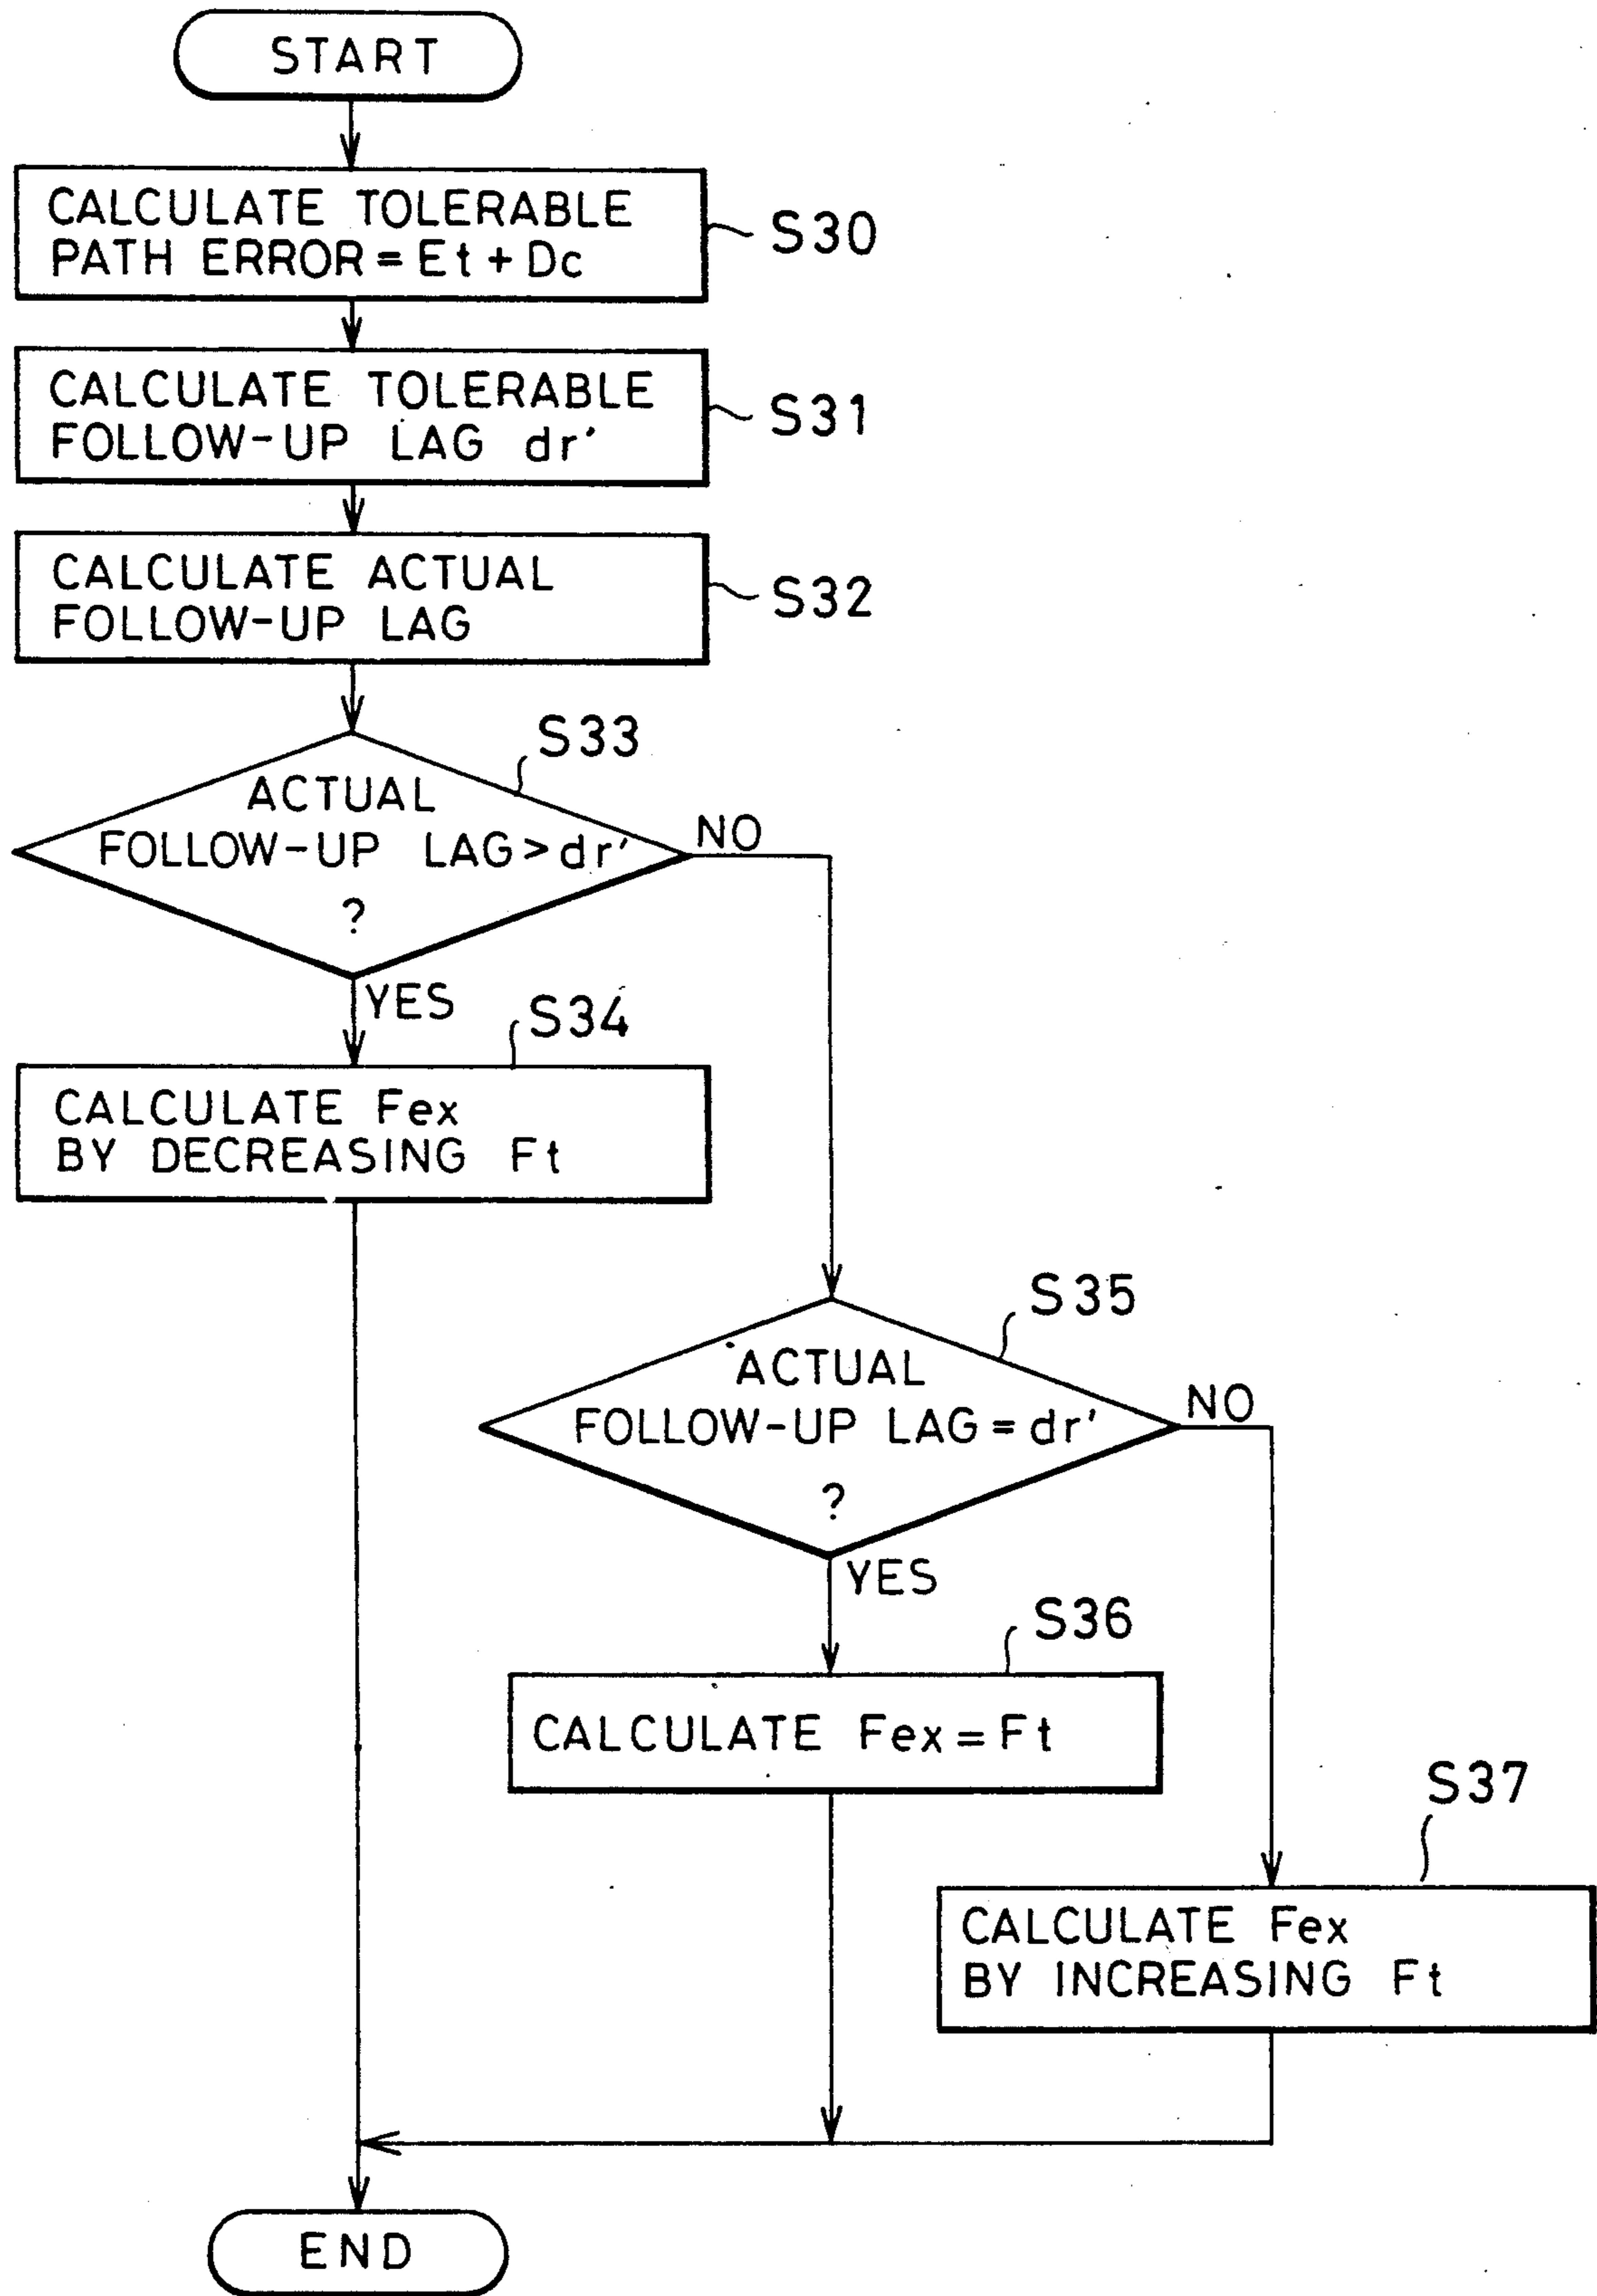 START
CALCULATE TOLERABLE
PATH ERROR = Et + Dc
S30
CALCULATE TOLERABLE
FOLLOW-UP LAG dr'
S31
CALCULATE ACTUAL
FOLLOW-UP LAG
S32
S33
ACTUAL
FOLLOW-UP LAG > dr'
?
NO
YES
S34
CALCULATE Fex
BY DECREASING Ft
S35
ACTUAL
FOLLOW-UP LAG = dr'
?
NO
YES
S36
CALCULATE Fex = Ft
S37
CALCULATE Fex
BY INCREASING Ft
END